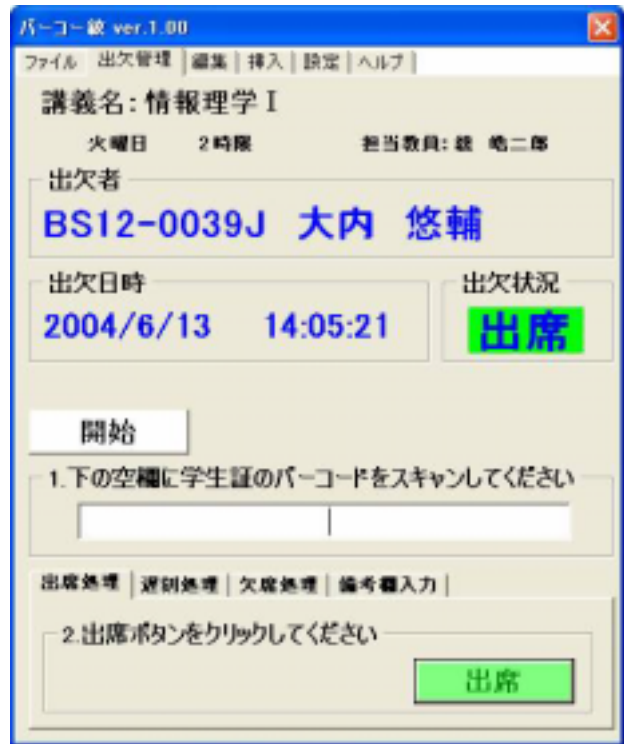 バーコー統 ver.1.00
ファイル 出欠管理 編集 挿入 設定 ヘルプ
講義名：情報理学Ⅰ
火曜日 2時限 担当教員: 二郎
出欠者
BS12-0039J 大内 悠輔
出欠日時 出欠状況
2004/6/13 14:05:21 出席
開始
1.下の空欄に学生証のバーコードをスキャンしてください
出席処理 遅刻処理 欠席処理 備考欄入力
2.出席ボタンをクリックしてください
出席